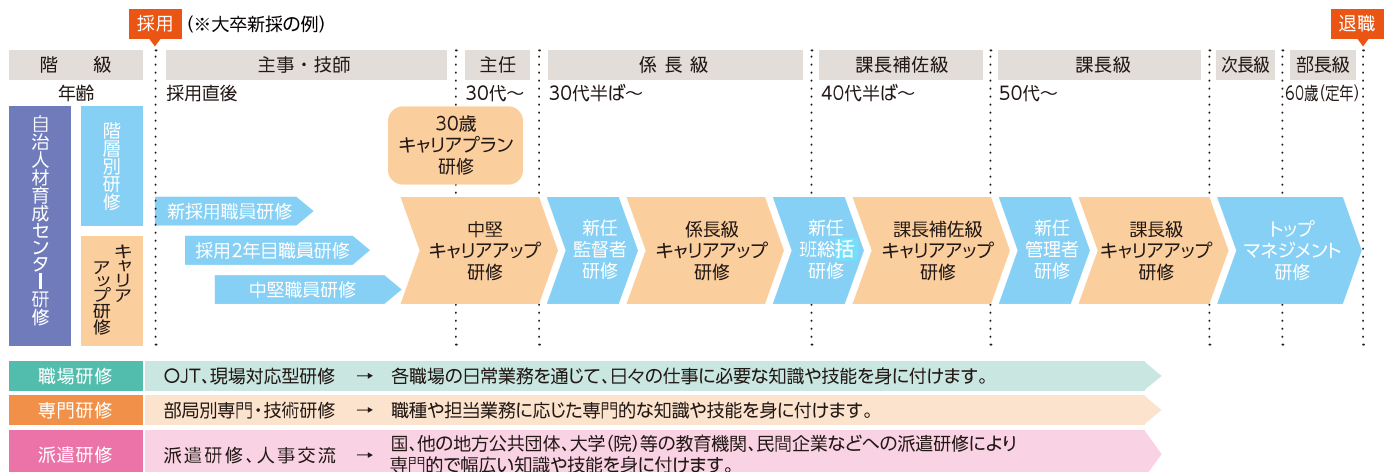 採用
(※大卒新採の例)
退職
階 級
主事・技師
主任
係 長 級
課長補佐級
課長級
次長級
部長級
年齢
採用直後
30代～
30代半ば～
40代半ば～
50代～
60歳(定年)
自治人材育成センター研修
階層別研修
キャリア
アップ研修
30歳
キャリアプラン
研修
新採用職員研修
採用2年目職員研修
中堅職員研修
中堅
キャリアアップ
研修
新任
監督者
研修
係長級
キャリアアップ
研修
新任
班総括
研修
課長補佐級
キャリアアップ
研修
新任
管理者
研修
課長級
キャリアアップ
研修
トップ
マネジメント
研修
職場研修
OJT、現場対応型研修 → 各職場の日常業務を通じて、日々の仕事に必要な知識や技能を身に付けます。
専門研修
部局別専門・技術研修 → 職種や担当業務に応じた専門的な知識や技能を身に付けます。
派遣研修
派遣研修、人事交流 → 国、他の地方公共団体、大学(院)等の教育機関、民間企業などへの派遣研修により
専門的で幅広い知識や技能を身に付けます。